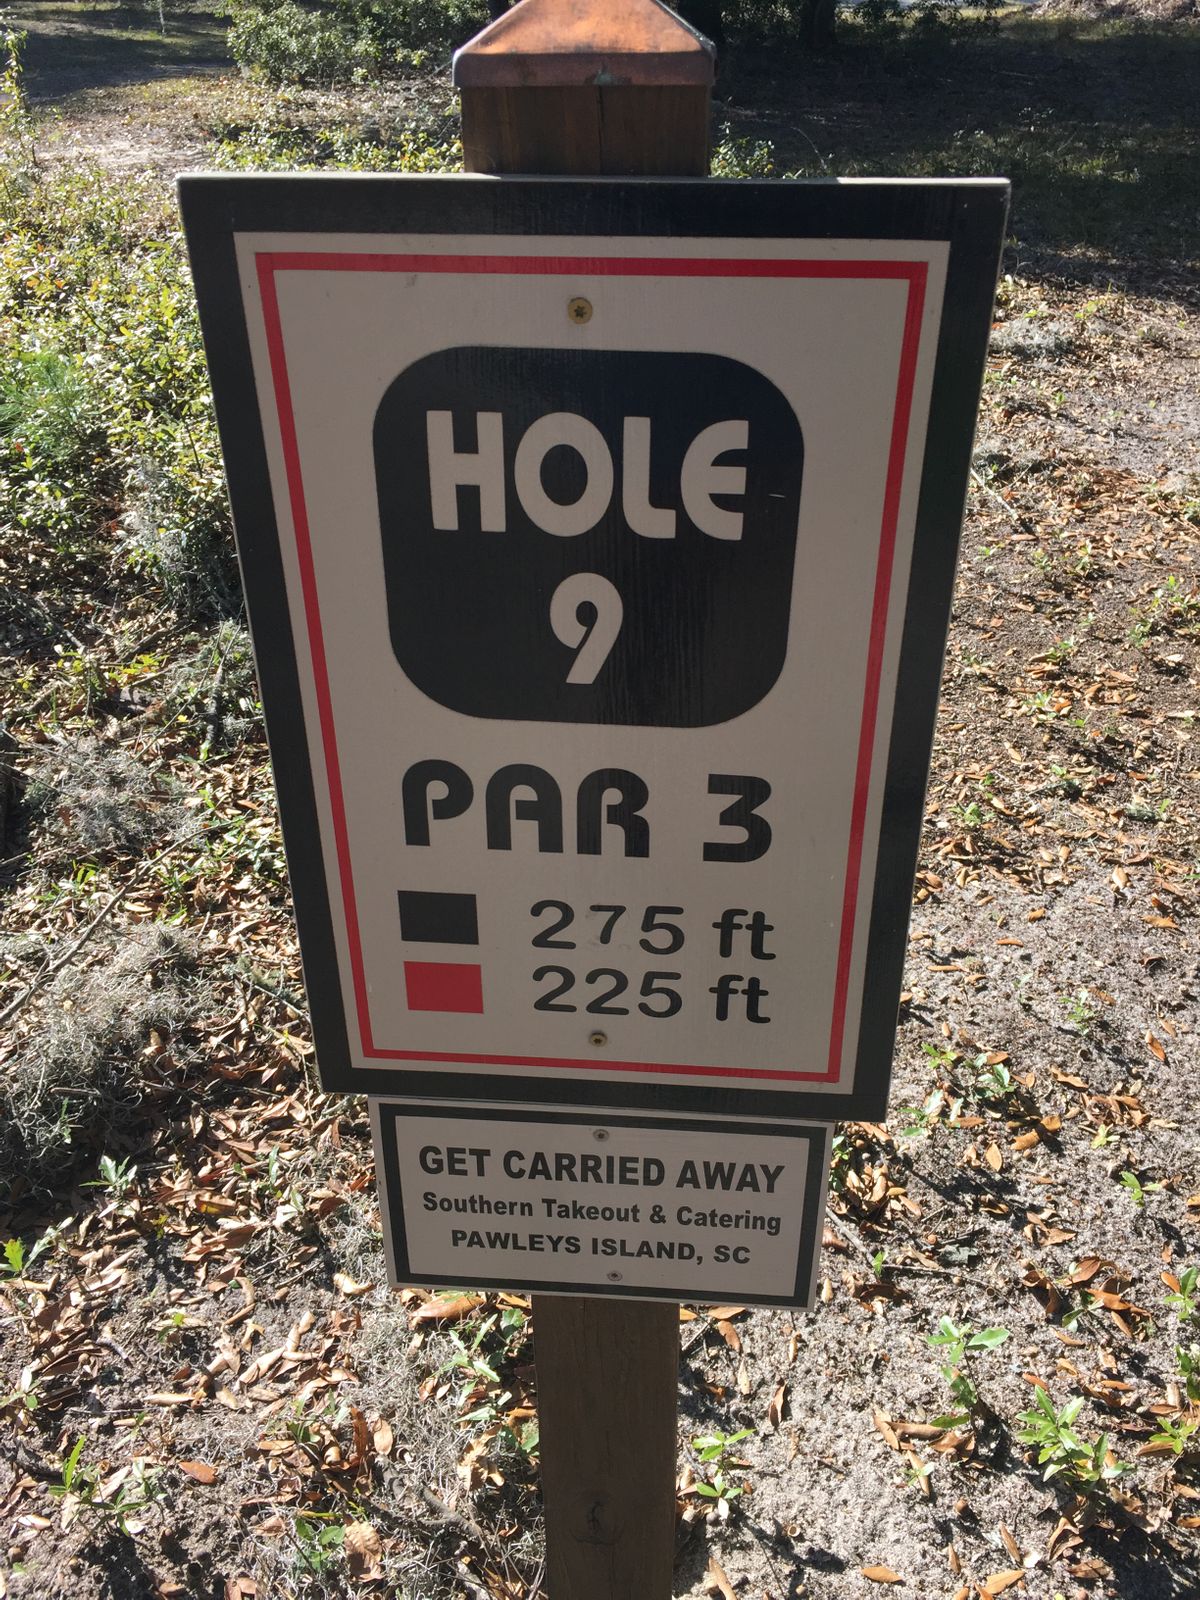 HOLE
9
PAR 3
275 ft
225 ft
GET CARRIED AWAY
Southern Takeout & Catering
PAWLEYS ISLAND, SC